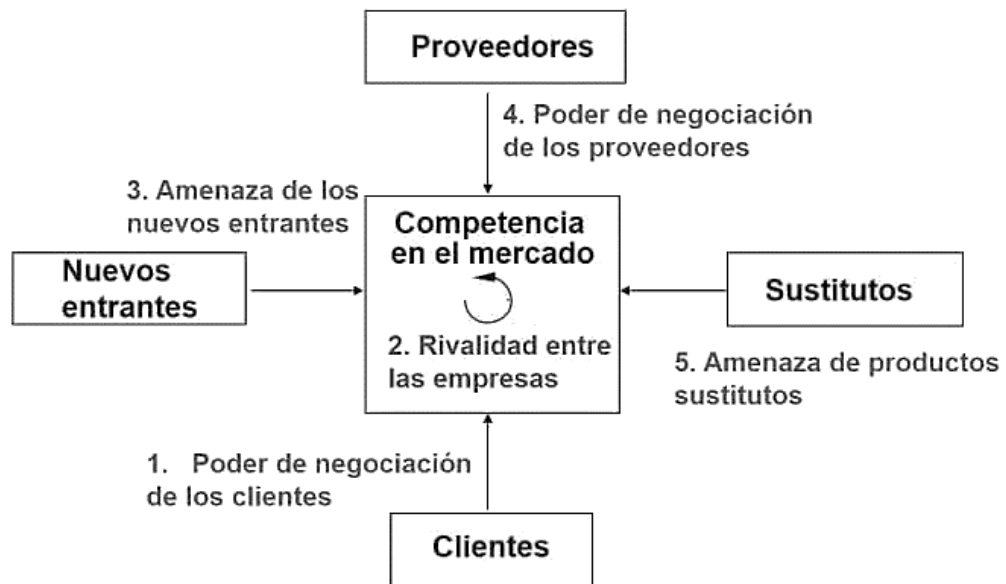 Proveedores
4. Poder de negociación
de los proveedores
3. Amenaza de los
nuevos entrantes
Competencia
en el mercado
Nuevos
entrantes
Sustitutos
2. Rivalidad entre
las empresas
5. Amenaza de productos
sustitutos
1. Poder de negociación
de los clientes
Clientes